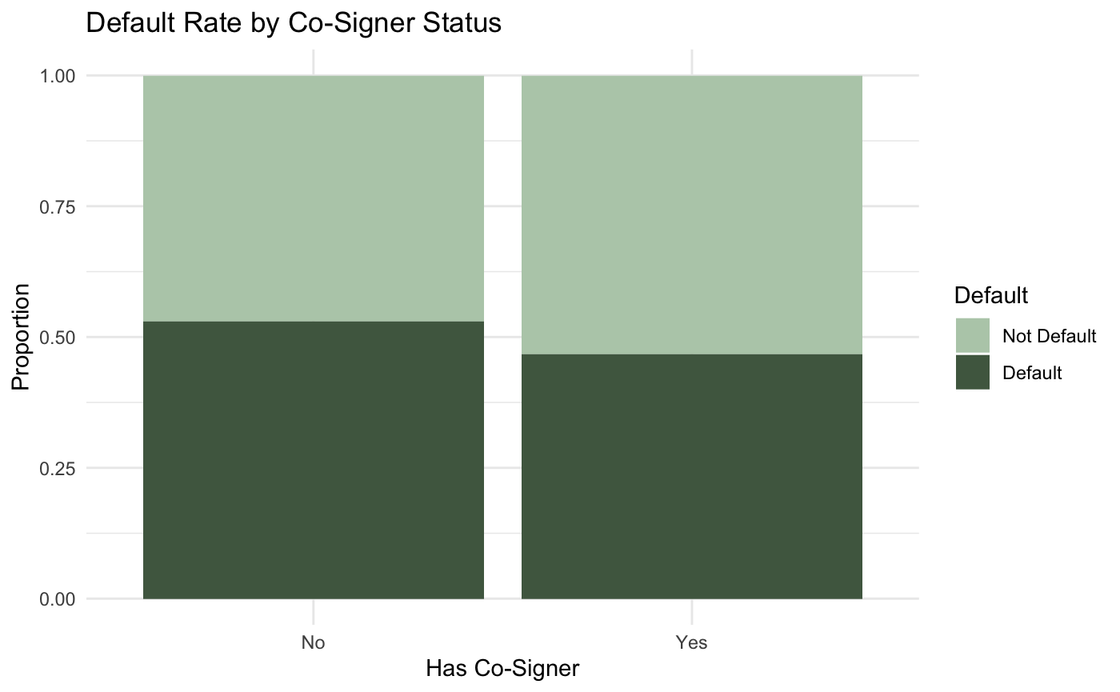 Default Rate by Co-Signer Status
1.00
0.75
0.50
0.25
0.00
Proportion
No
Yes
Has Co-Signer
Default
Not Default
Default